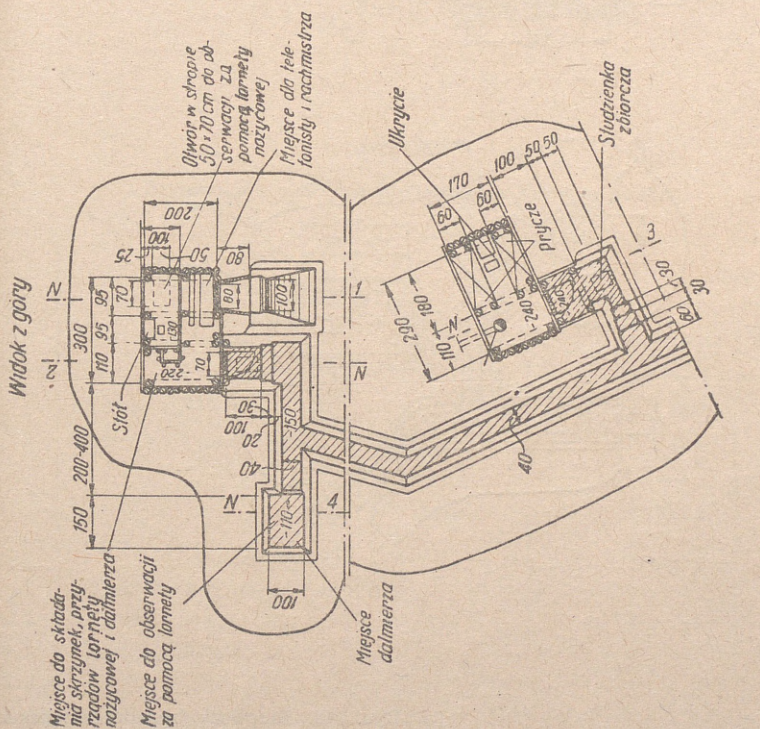 Widok z góry
Miejsce do składa-
nia skrzynek, przy-
rządów lornety
nożycowej i dalmierza
Miejsce do obserwacji
za pomocą lornety
Miejsce
dalmierza
Stół
Otwór w stropie
50×70 cm do ob-
serwacji za
pomocą lornety
nożycowej
Miejsce dla tele-
fonisty i rachmistrza
Ukrycie
Prycze
Studzienka
zbiorcza
150
200-400
300
110
95
95
70
25
100
200
50
80
80
100
220
70
100
30
20
40
-150
-110
100
N
2
N
1
N
N
4
3
290
180
110
N
240
170
60
60
100
50
50
30
30
60
40